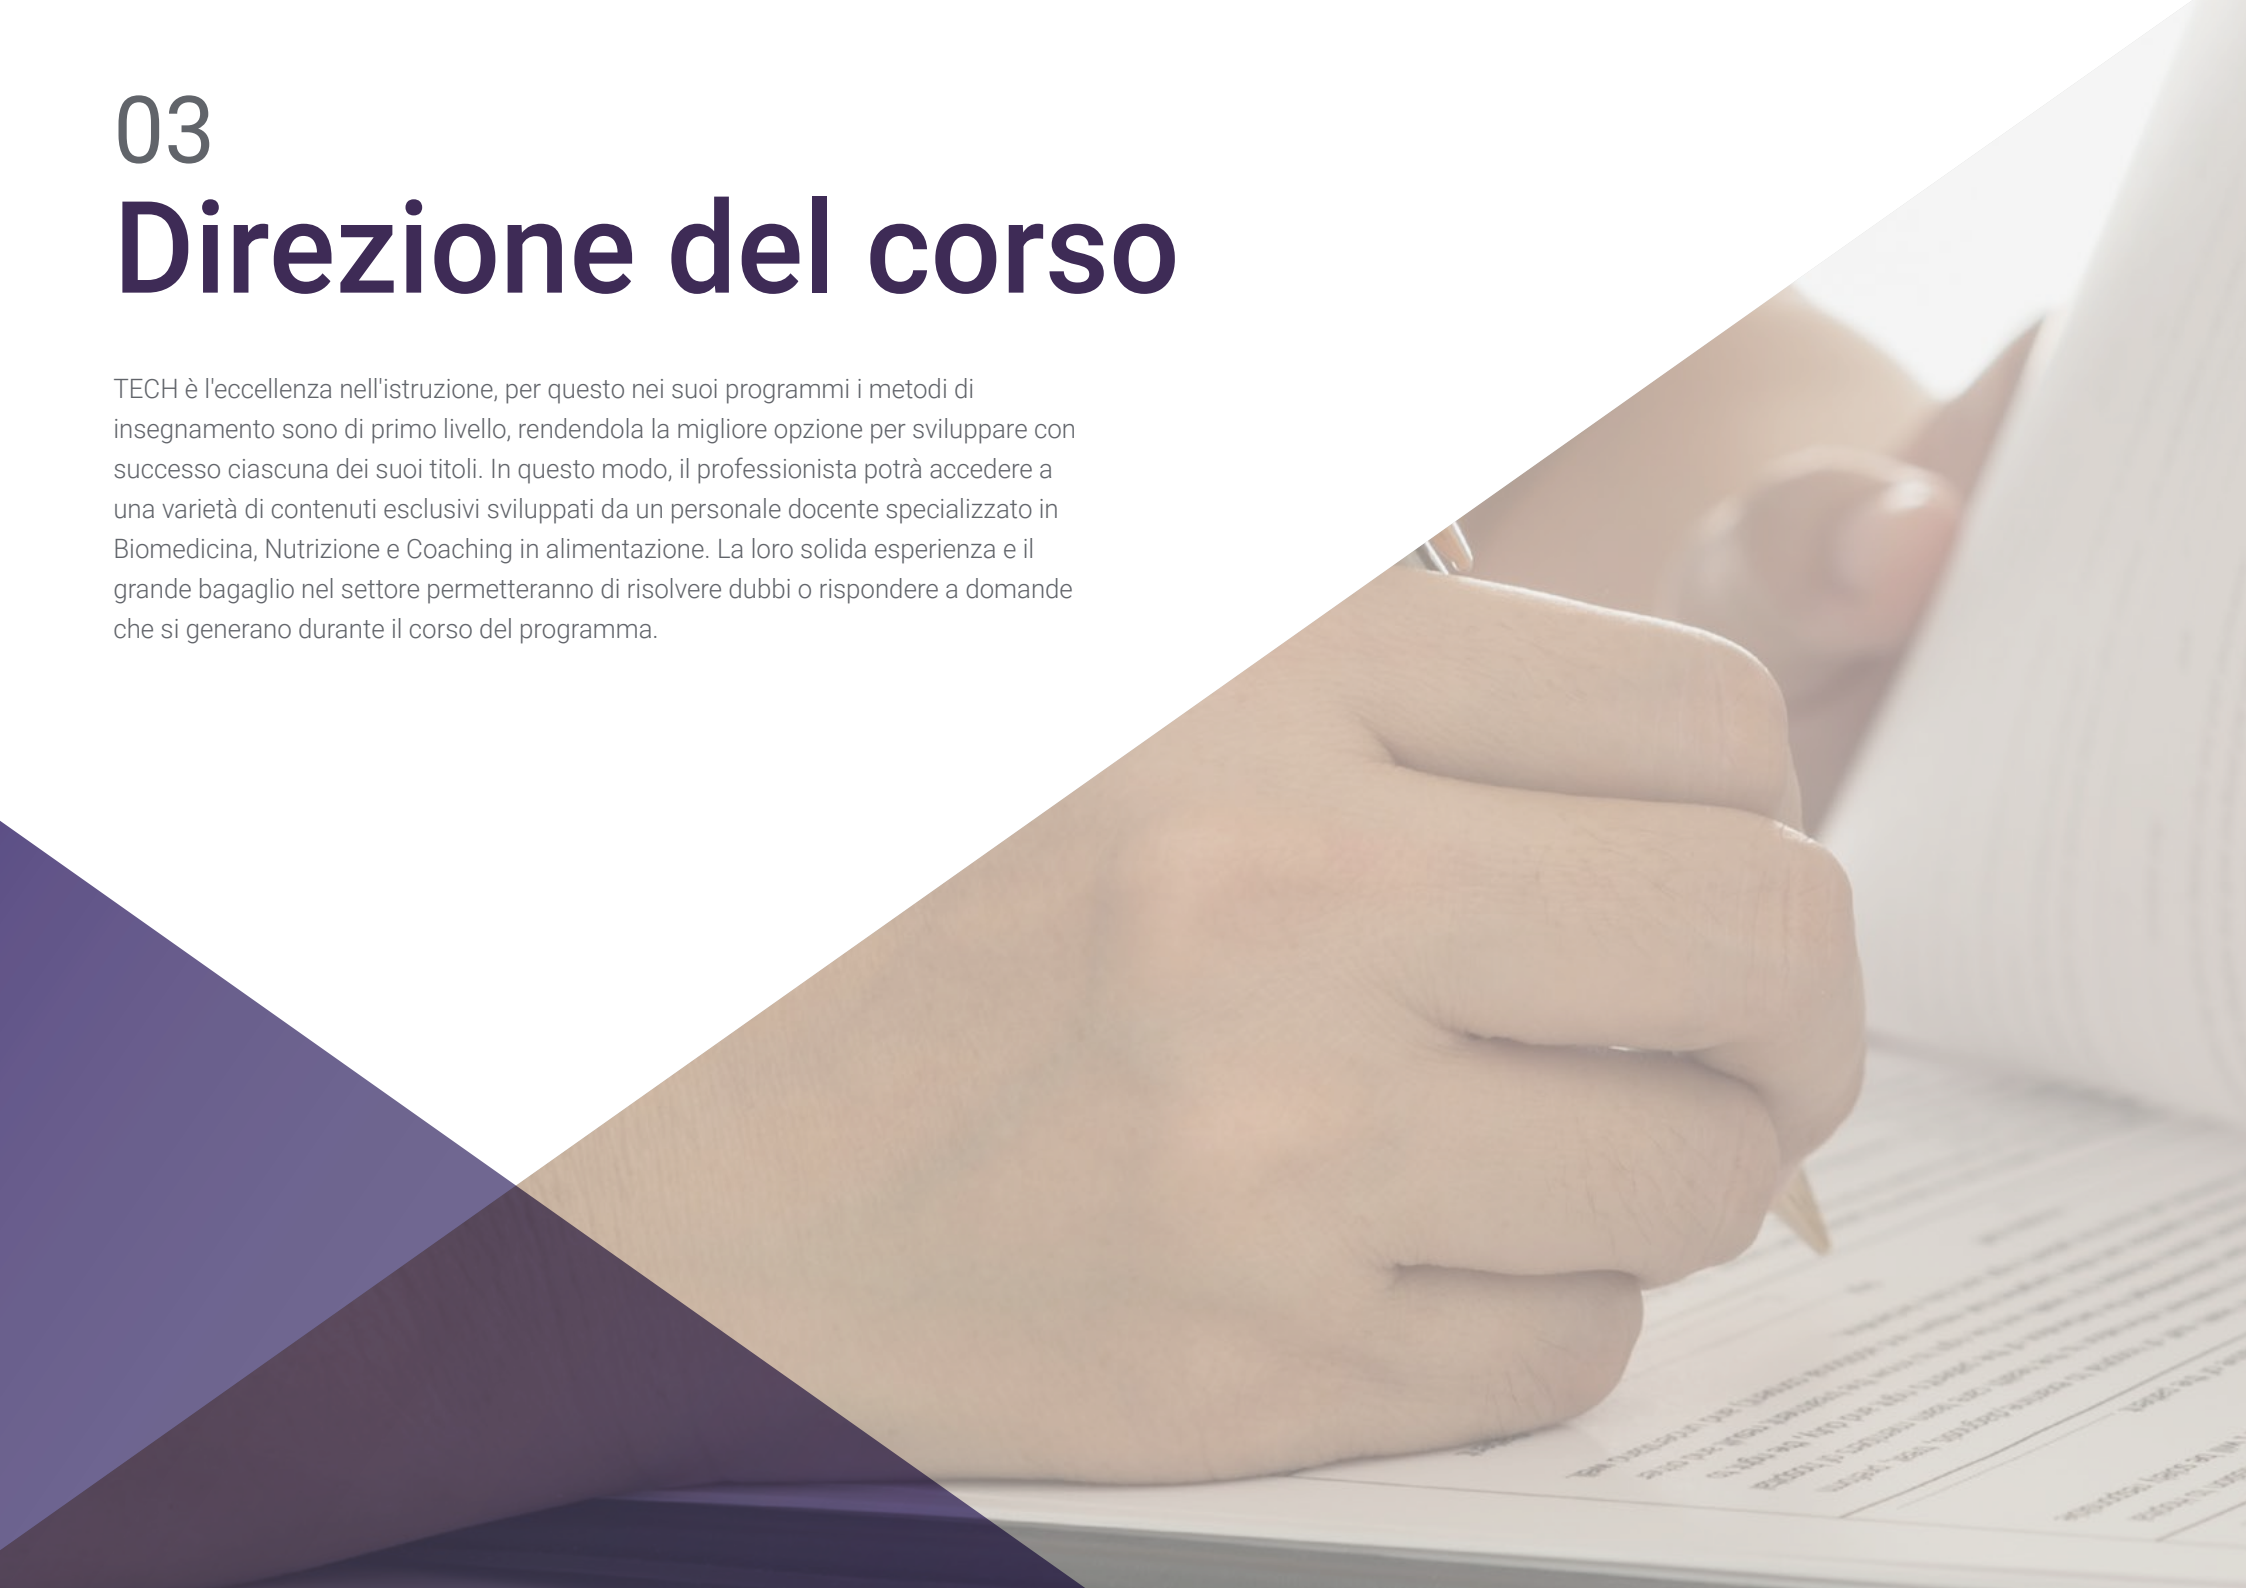 03
Direzione del corso
TECH è l'eccellenza nell'istruzione, per questo nei suoi programmi i metodi di
insegnamento sono di primo livello, rendendola la migliore opzione per sviluppare con
successo ciascuna dei suoi titoli. In questo modo, il professionista potrà accedere a
una varietà di contenuti esclusivi sviluppati da un personale docente specializzato in
Biomedicina, Nutrizione e Coaching in alimentazione. La loro solida esperienza e il
grande bagaglio nel settore permetteranno di risolvere dubbi o rispondere a domande
che si generano durante il corso del programma.